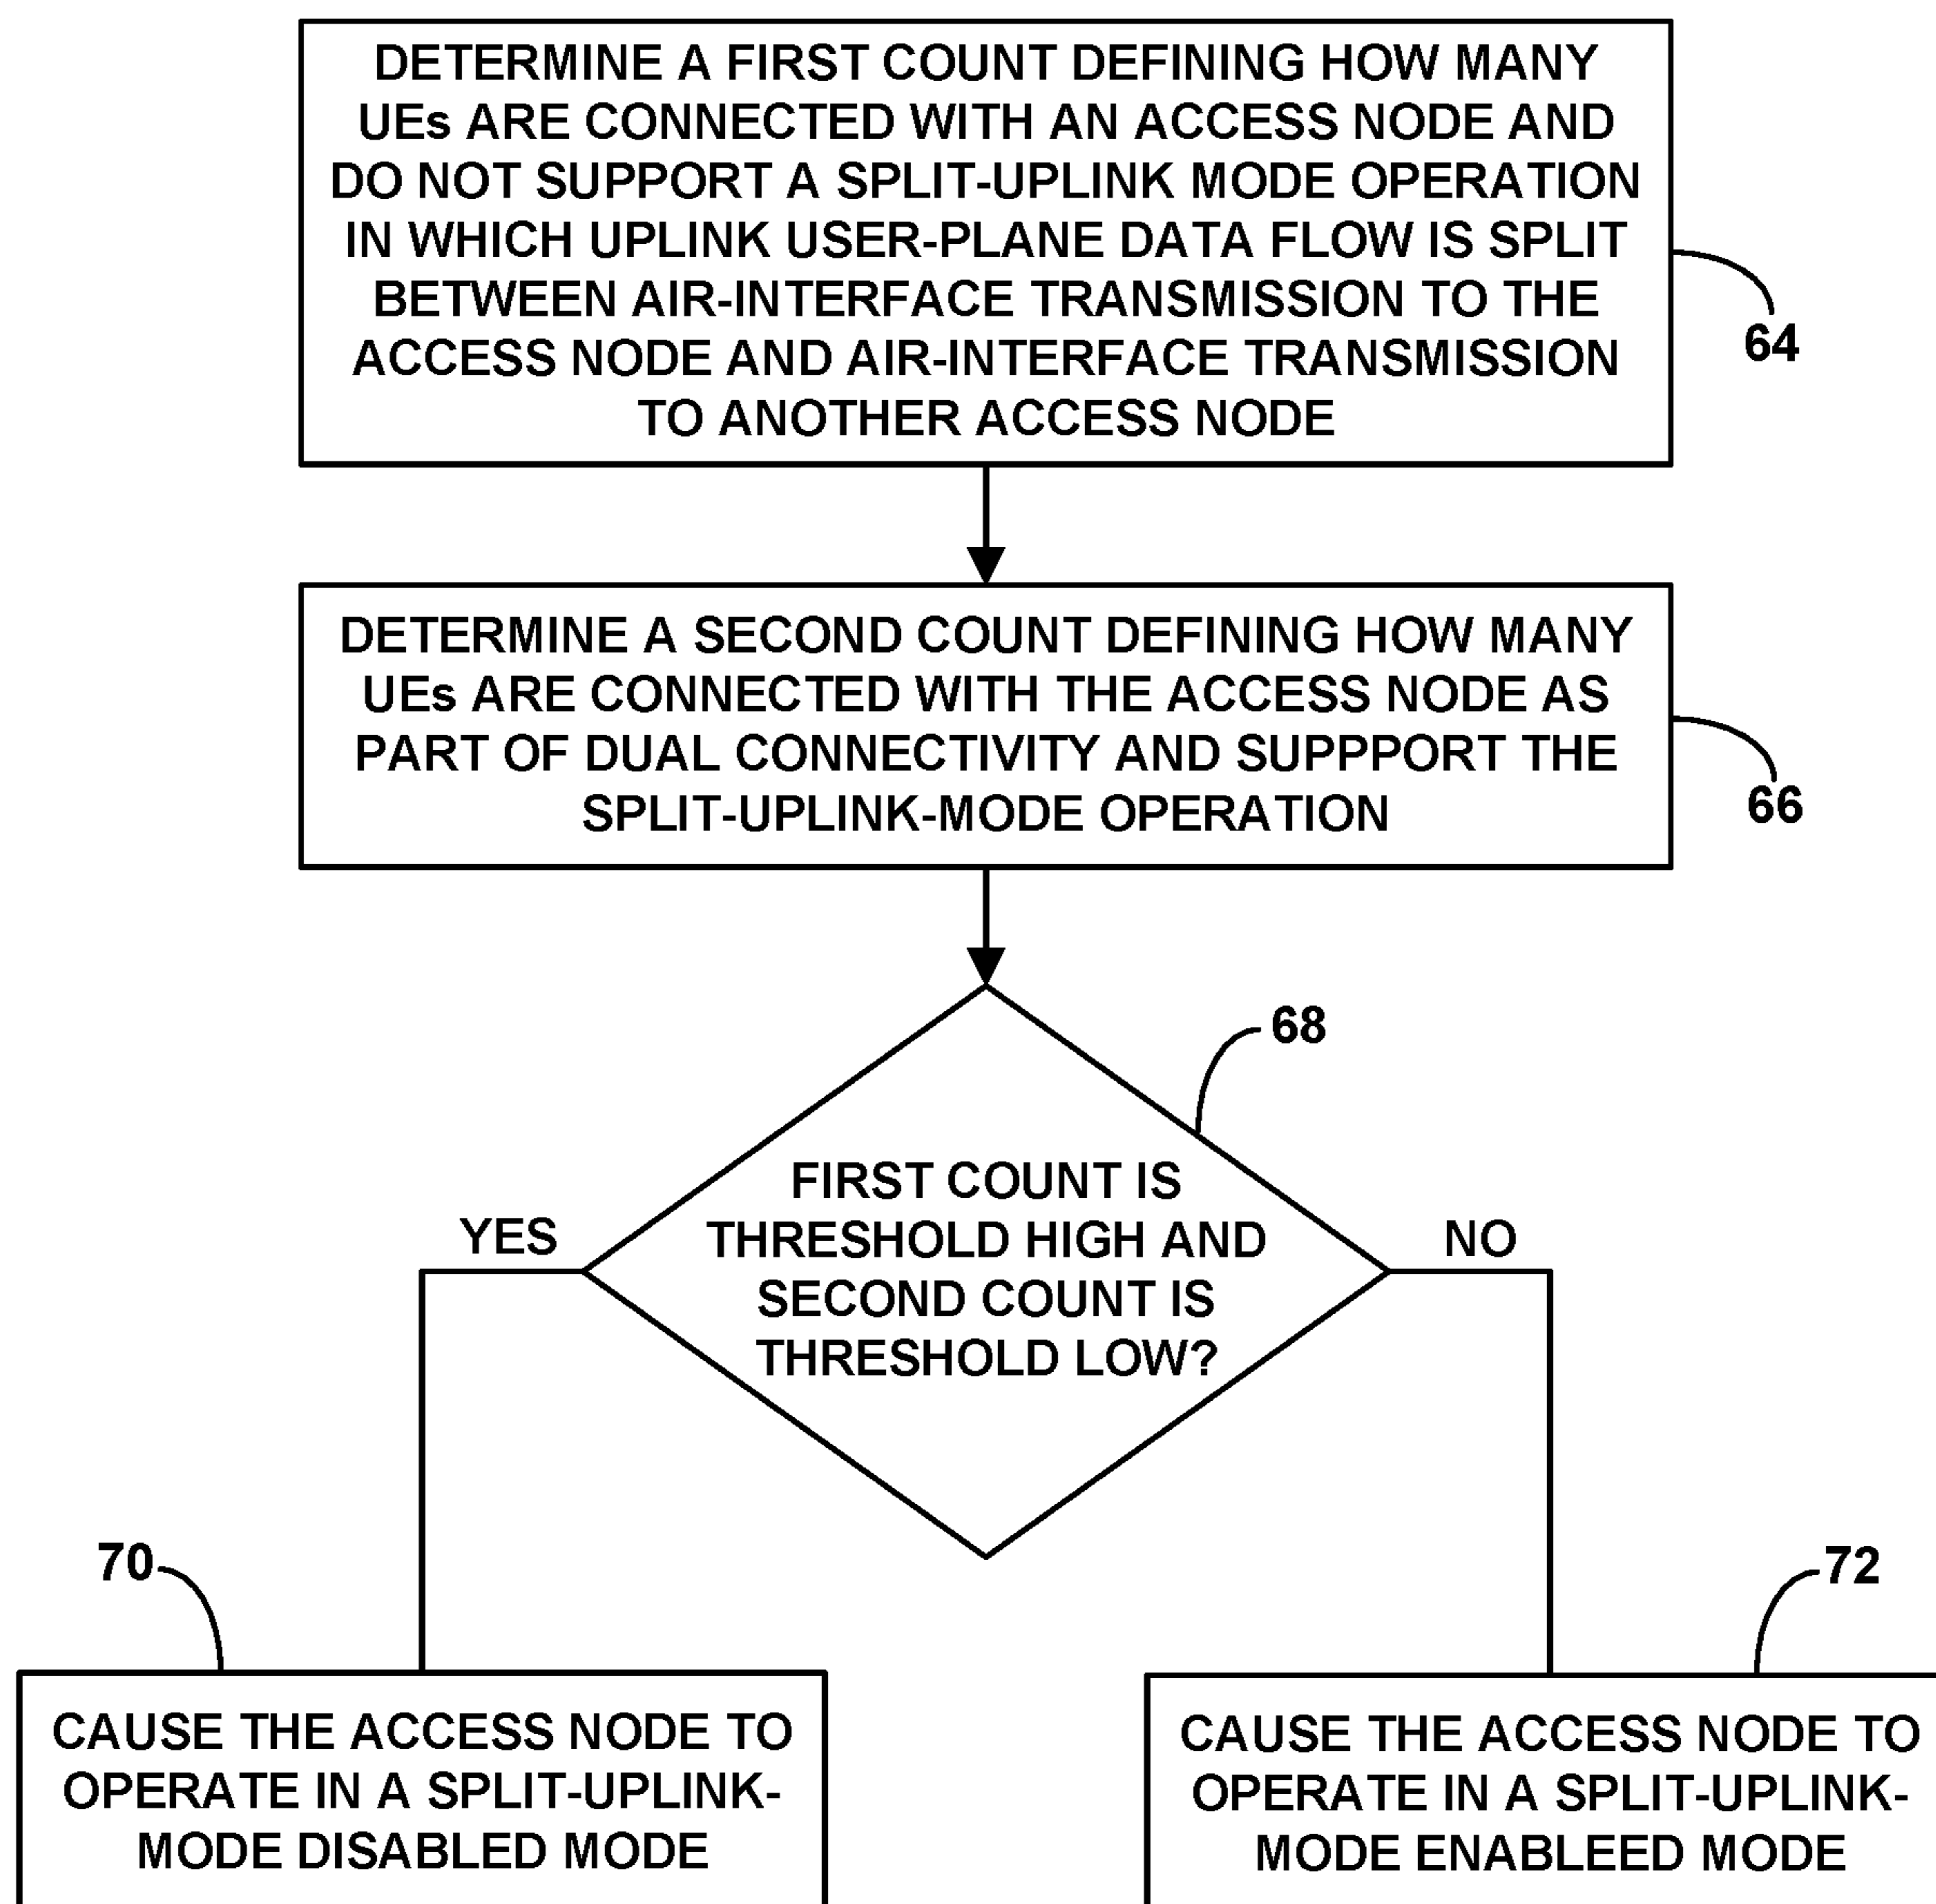 DETERMINE A FIRST COUNT DEFINING HOW MANY
UEs ARE CONNECTED WITH AN ACCESS NODE AND
DO NOT SUPPORT A SPLIT-UPLINK MODE OPERATION
IN WHICH UPLINK USER-PLANE DATA FLOW IS SPLIT
BETWEEN AIR-INTERFACE TRANSMISSION TO THE
ACCESS NODE AND AIR-INTERFACE TRANSMISSION
TO ANOTHER ACCESS NODE
64
DETERMINE A SECOND COUNT DEFINING HOW MANY
UEs ARE CONNECTED WITH THE ACCESS NODE AS
PART OF DUAL CONNECTIVITY AND SUPPPORT THE
SPLIT-UPLINK-MODE OPERATION
66
68
FIRST COUNT IS
THRESHOLD HIGH AND
SECOND COUNT IS
THRESHOLD LOW?
YES
NO
70
72
CAUSE THE ACCESS NODE TO
OPERATE IN A SPLIT-UPLINK-
MODE DISABLED MODE
CAUSE THE ACCESS NODE TO
OPERATE IN A SPLIT-UPLINK-
MODE ENABLEED MODE